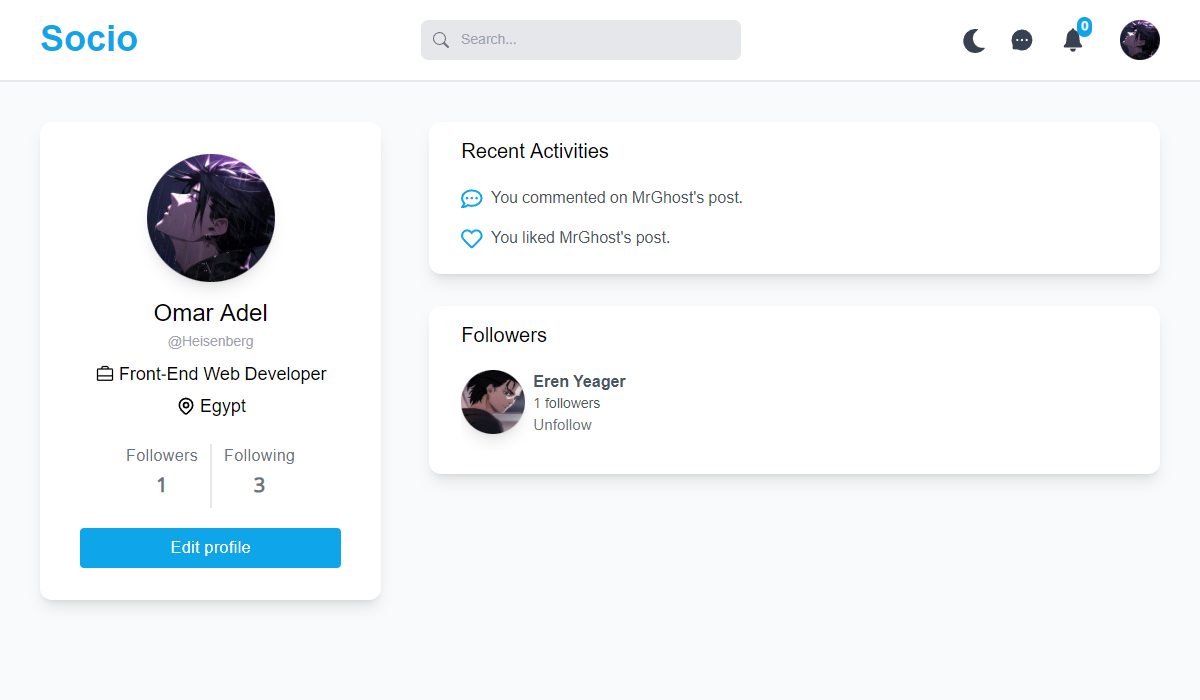 Socio
Search...
0
Omar Adel
@Heisenberg
Front-End Web Developer
Egypt
Followers
1
Following
3
Edit profile
Recent Activities
You commented on MrGhost's post.
You liked MrGhost's post.
Followers
Eren Yeager
1 followers
Unfollow